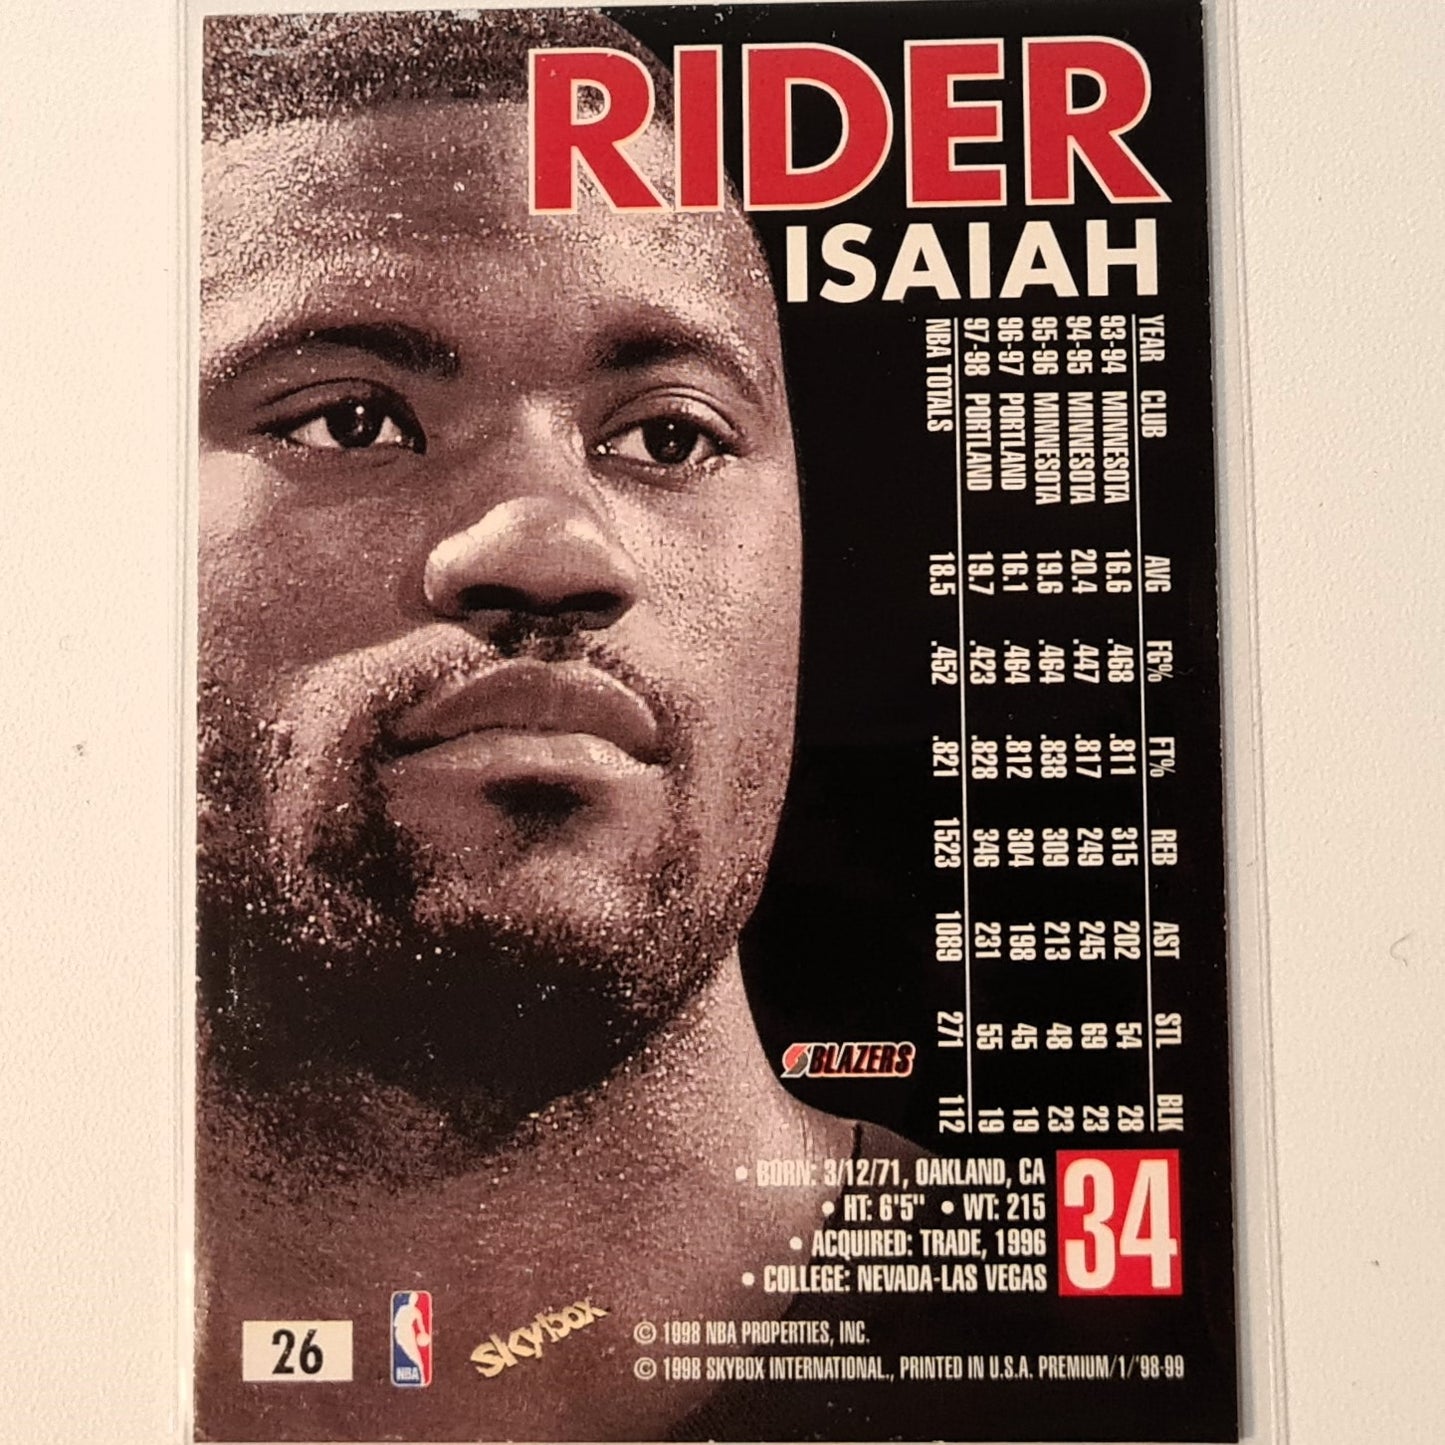 RIDER
ISAIAH
YEAR CLUB AVG FG% FT% REB AST STL BLK
93-94 MINNESOTA 16.6 .468 .811 315 202 54 28
94-95 MINNESOTA 20.4 .447 .817 249 245 69 23
95-96 MINNESOTA 19.6 .464 .838 309 213 48 23
96-97 PORTLAND 16.1 .464 .812 304 198 45 19
97-98 PORTLAND 19.7 .423 .828 346 231 55 19
NBA TOTALS 18.5 .452 .821 1523 1089 271 112
BLAZERS
• BORN: 3/12/71, OAKLAND, CA
• HT: 6'5" • WT: 215
• ACQUIRED: TRADE, 1996
• COLLEGE: NEVADA-LAS VEGAS
34
26
NBA
skybox
© 1998 NBA PROPERTIES, INC.
© 1998 SKYBOX INTERNATIONAL., PRINTED IN U.S.A. PREMIUM/1/'98-99